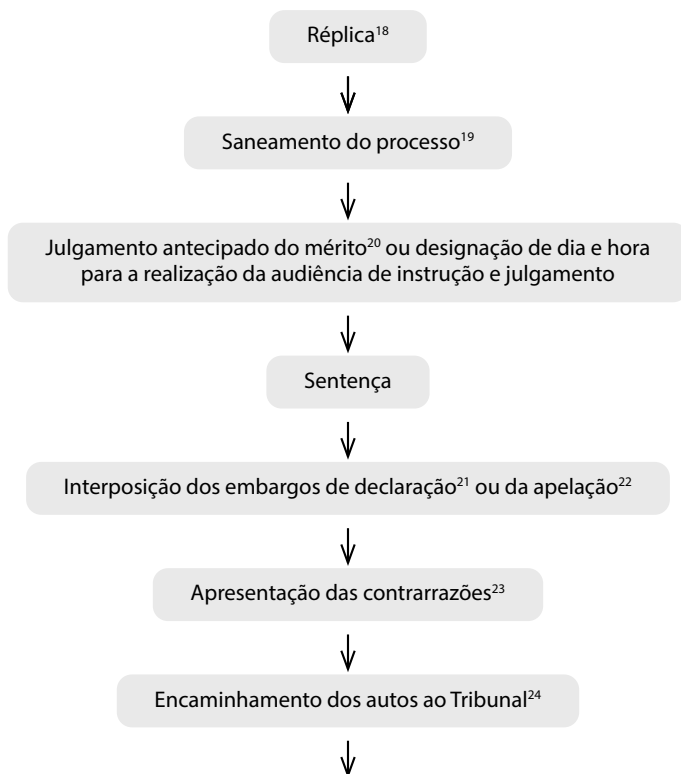 Réplica¹⁸
Saneamento do processo¹⁹
Julgamento antecipado do mérito²⁰ ou designação de dia e hora
para a realização da audiência de instrução e julgamento
Sentença
Interposição dos embargos de declaração²¹ ou da apelação²²
Apresentação das contrarrazões²³
Encaminhamento dos autos ao Tribunal²⁴